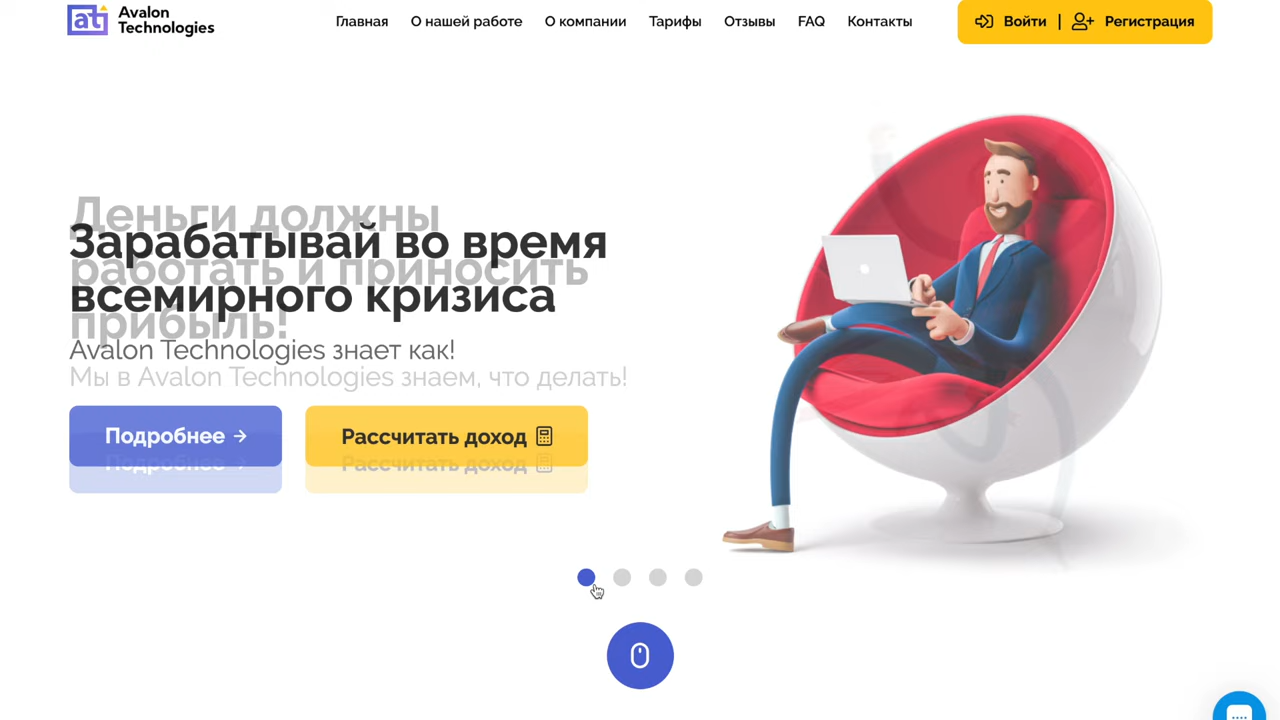 Avalon
Technologies
Главная
О нашей работе
О компании
Тарифы
Отзывы
FAQ
Контакты
Войти | Регистрация
Деньги должны
работать и приносить
прибыль!
Мы в Avalon Technologies знаем, что делать!
Зарабатывай во время
всемирного кризиса
Avalon Technologies знает как!
Подробнее →
Рассчитать доход
Подробнее →
Рассчитать доход